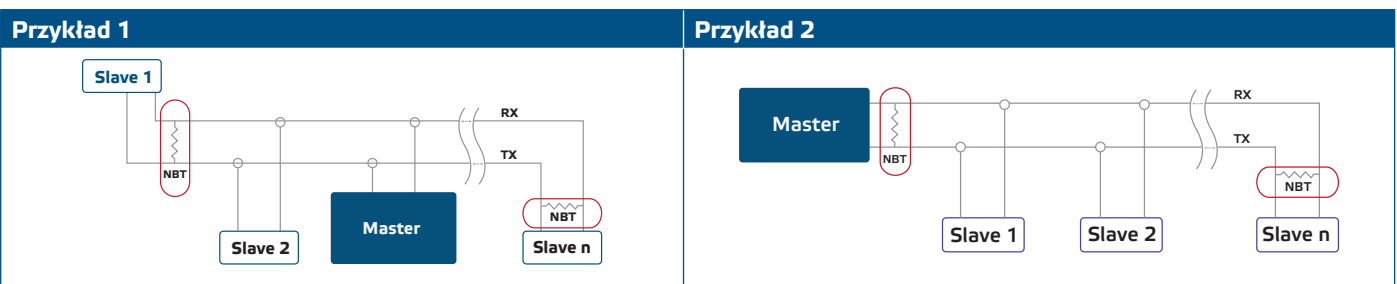 Przykład 1
Slave 1
RX
TX
NBT
NBT
Master
Slave 2
Slave n
Przykład 2
RX
Master
TX
NBT
NBT
Slave 1
Slave 2
Slave n